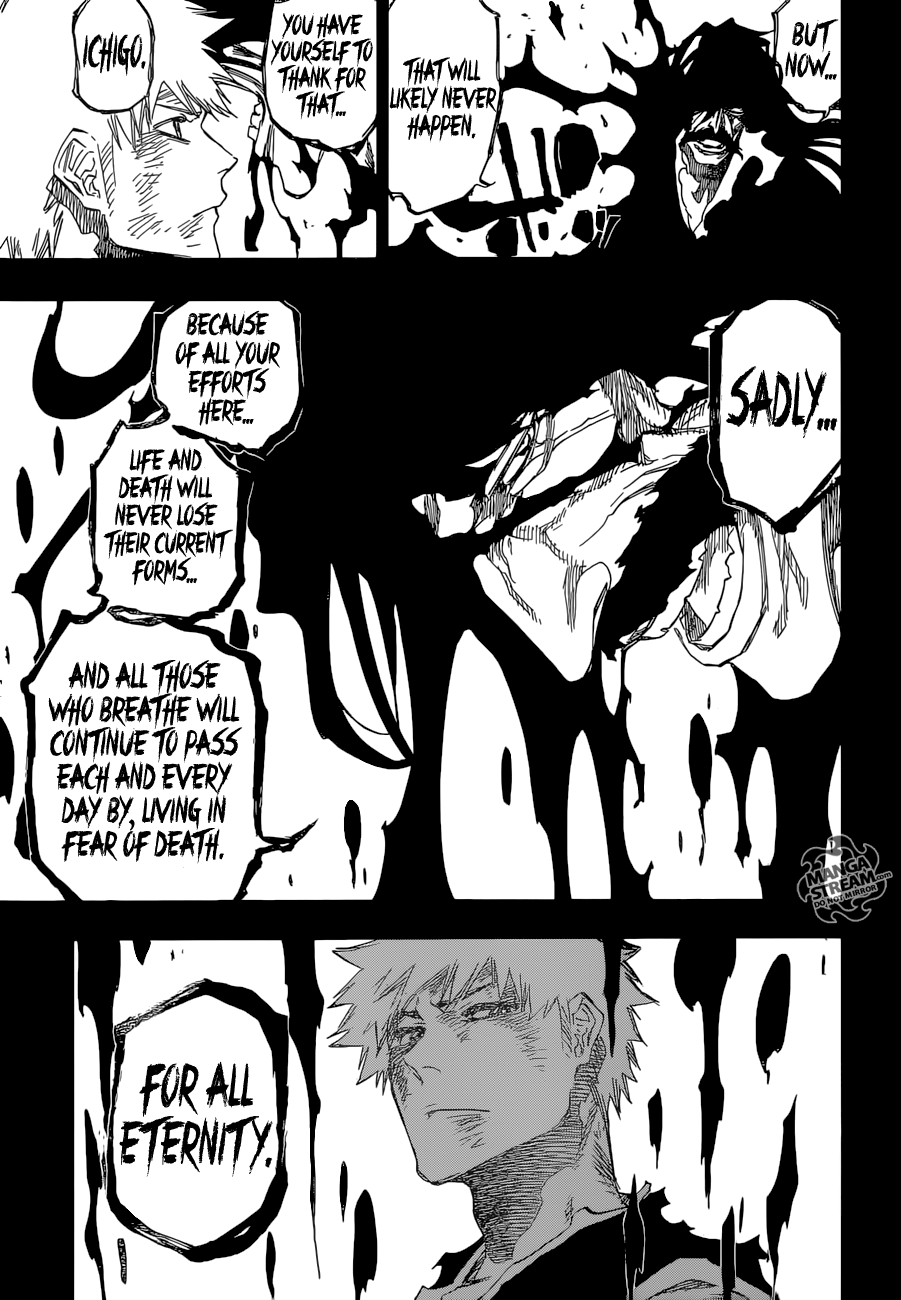 BUT
NOW...
THAT WILL
LIKELY NEVER
HAPPEN.
YOU HAVE
YOURSELF TO
THANK FOR
THAT...
ICHIGO.
SADLY...
BECAUSE
OF ALL YOUR
EFFORTS
HERE...
LIFE AND
DEATH WILL
NEVER LOSE
THEIR CURRENT
FORMS...
AND ALL THOSE
WHO BREATHE WILL
CONTINUE TO PASS
EACH AND EVERY
DAY BY, LIVING IN
FEAR OF DEATH.
MANGA
STREAM.com
DO NOT MIRROR
FOR ALL
ETERNITY.